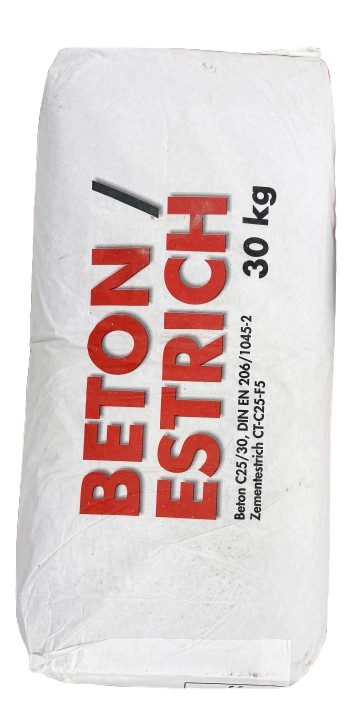 BETON /
ESTRICH
30 kg
Beton C25/30, DIN EN 206/1045-2
Zementestrich CT-C25-F5